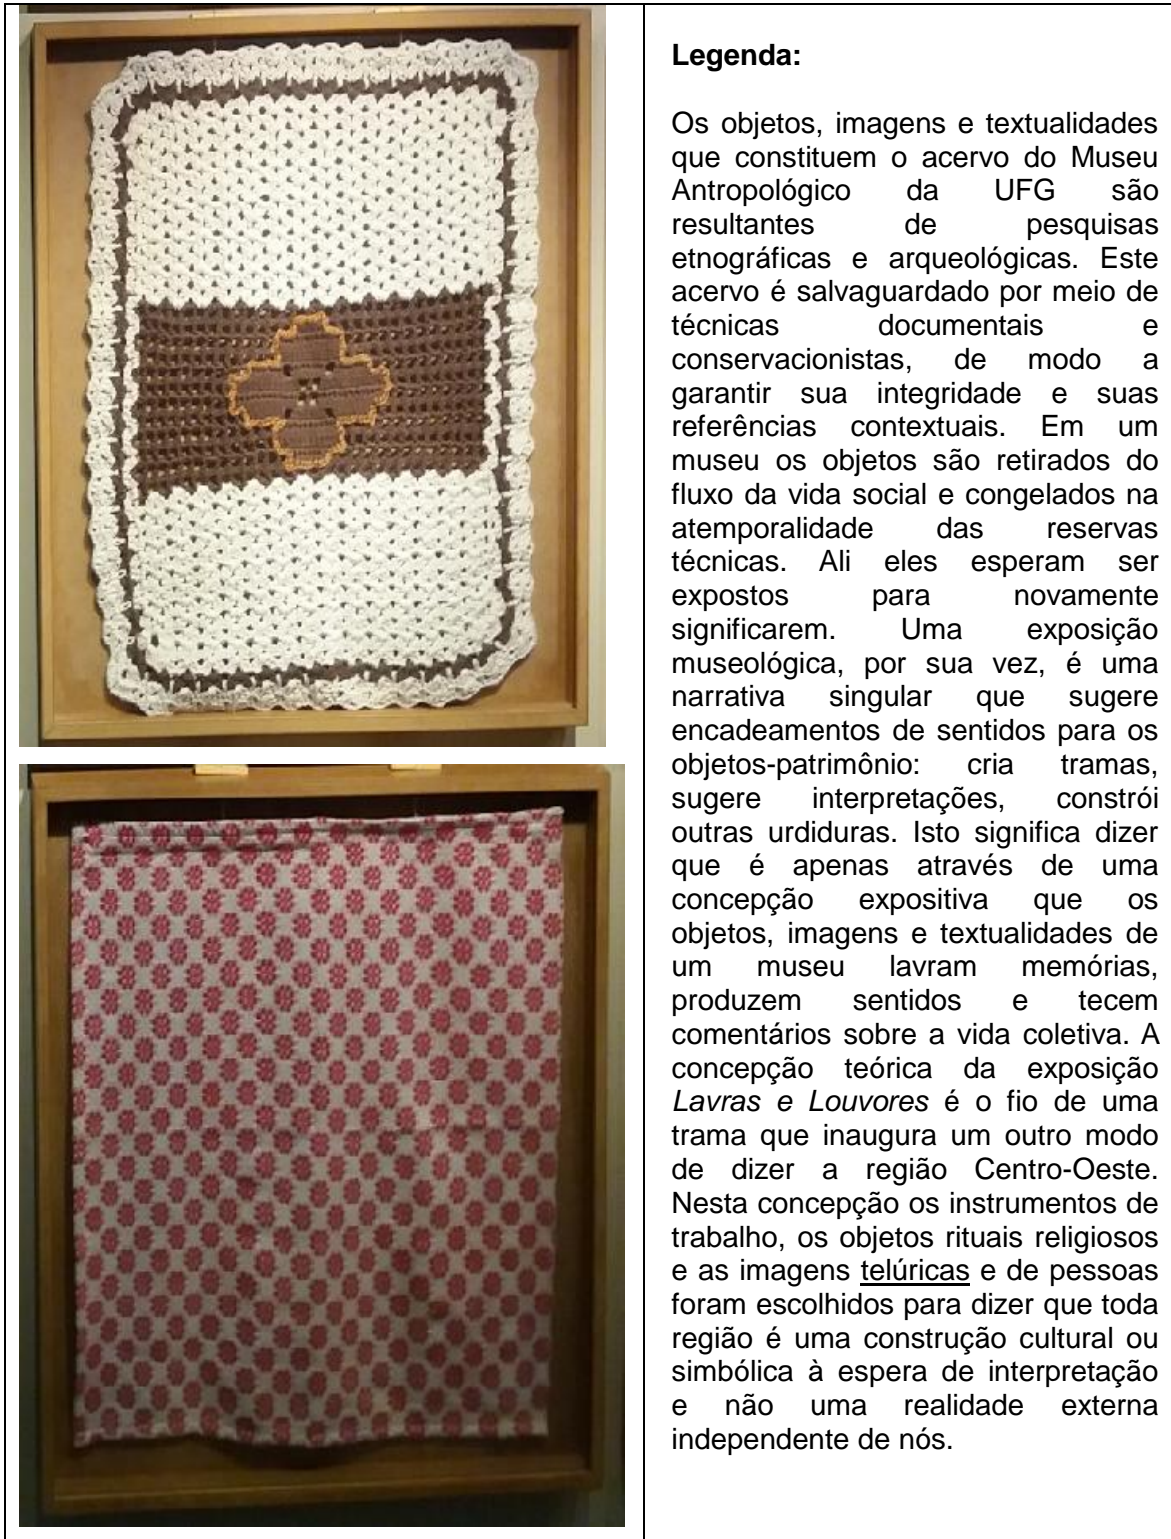 Legenda:
Os objetos, imagens e textualidades
que constituem o acervo do Museu
Antropológico da UFG são
resultantes de pesquisas
etnográficas e arqueológicas. Este
acervo é salvaguardado por meio de
técnicas documentais e
conservacionistas, de modo a
garantir sua integridade e suas
referências contextuais. Em um
museu os objetos são retirados do
fluxo da vida social e congelados na
atemporalidade das reservas
técnicas. Ali eles esperam ser
expostos para novamente
significarem. Uma exposição
museológica, por sua vez, é uma
narrativa singular que sugere
encadeamentos de sentidos para os
objetos-patrimônio: cria tramas,
sugere interpretações, constrói
outras urdiduras. Isto significa dizer
que é apenas através de uma
concepção expositiva que os
objetos, imagens e textualidades de
um museu lavram memórias,
produzem sentidos e tecem
comentários sobre a vida coletiva. A
concepção teórica da exposição
Lavras e Louvores é o fio de uma
trama que inaugura um outro modo
de dizer a região Centro-Oeste.
Nesta concepção os instrumentos de
trabalho, os objetos rituais religiosos
e as imagens telúricas e de pessoas
foram escolhidos para dizer que toda
região é uma construção cultural ou
simbólica à espera de interpretação
e não uma realidade externa
independente de nós.